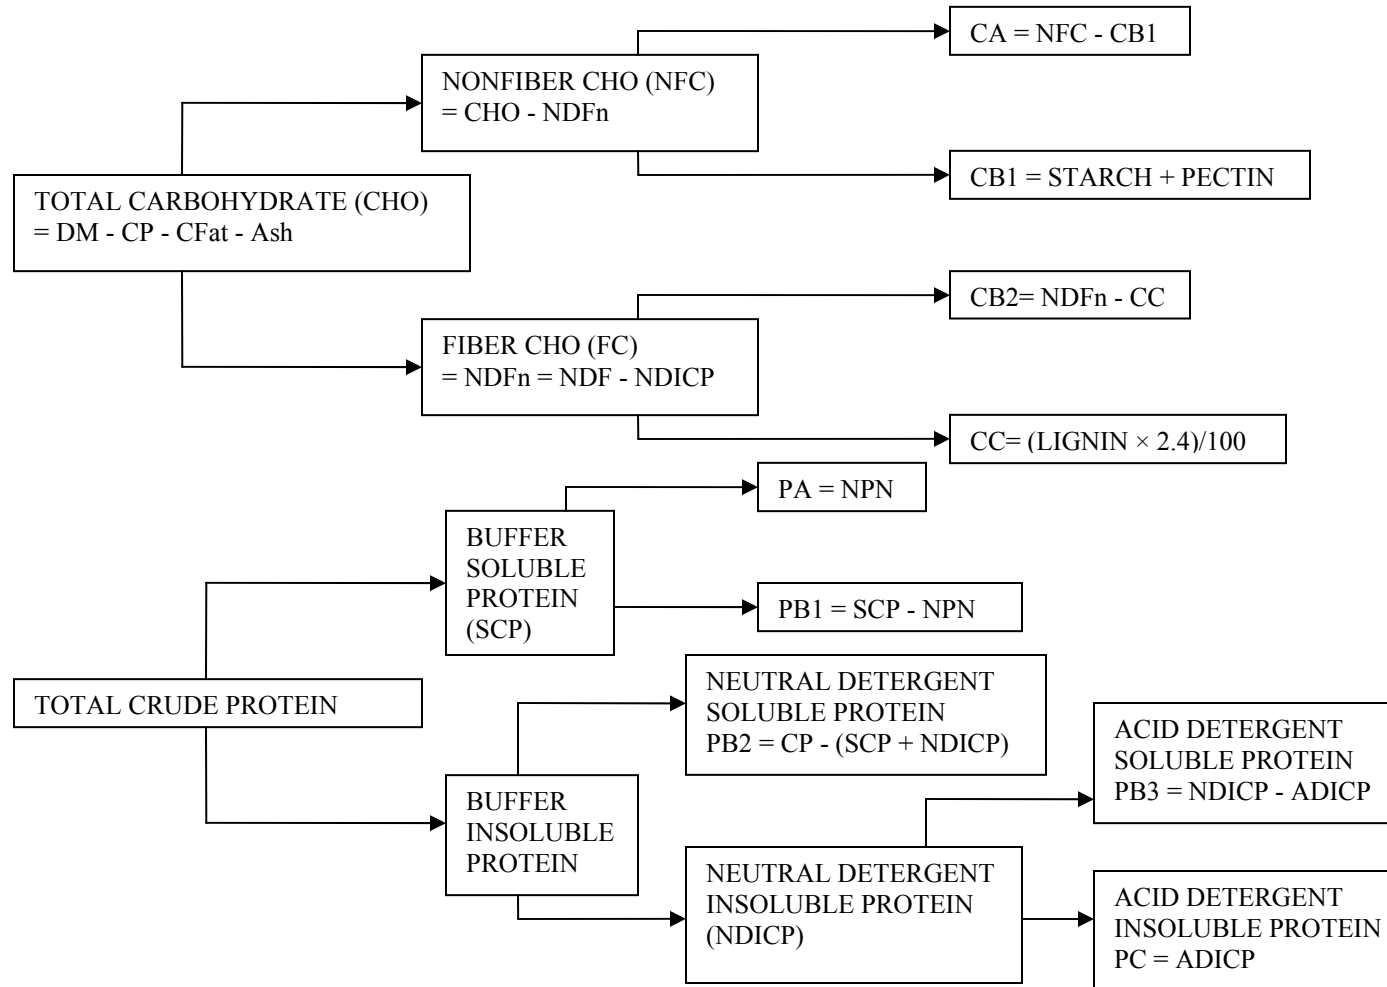 CA = NFC - CB1
NONFIBER CHO (NFC)
= CHO - NDFn
CB1 = STARCH + PECTIN
TOTAL CARBOHYDRATE (CHO)
= DM - CP - CFat - Ash
CB2= NDFn - CC
FIBER CHO (FC)
= NDFn = NDF - NDICP
CC= (LIGNIN × 2.4)/100
PA = NPN
BUFFER
SOLUBLE
PROTEIN
(SCP)
PB1 = SCP - NPN
TOTAL CRUDE PROTEIN
NEUTRAL DETERGENT
SOLUBLE PROTEIN
PB2 = CP - (SCP + NDICP)
ACID DETERGENT
SOLUBLE PROTEIN
PB3 = NDICP - ADICP
BUFFER
INSOLUBLE
PROTEIN
NEUTRAL DETERGENT
INSOLUBLE PROTEIN
(NDICP)
ACID DETERGENT
INSOLUBLE PROTEIN
PC = ADICP